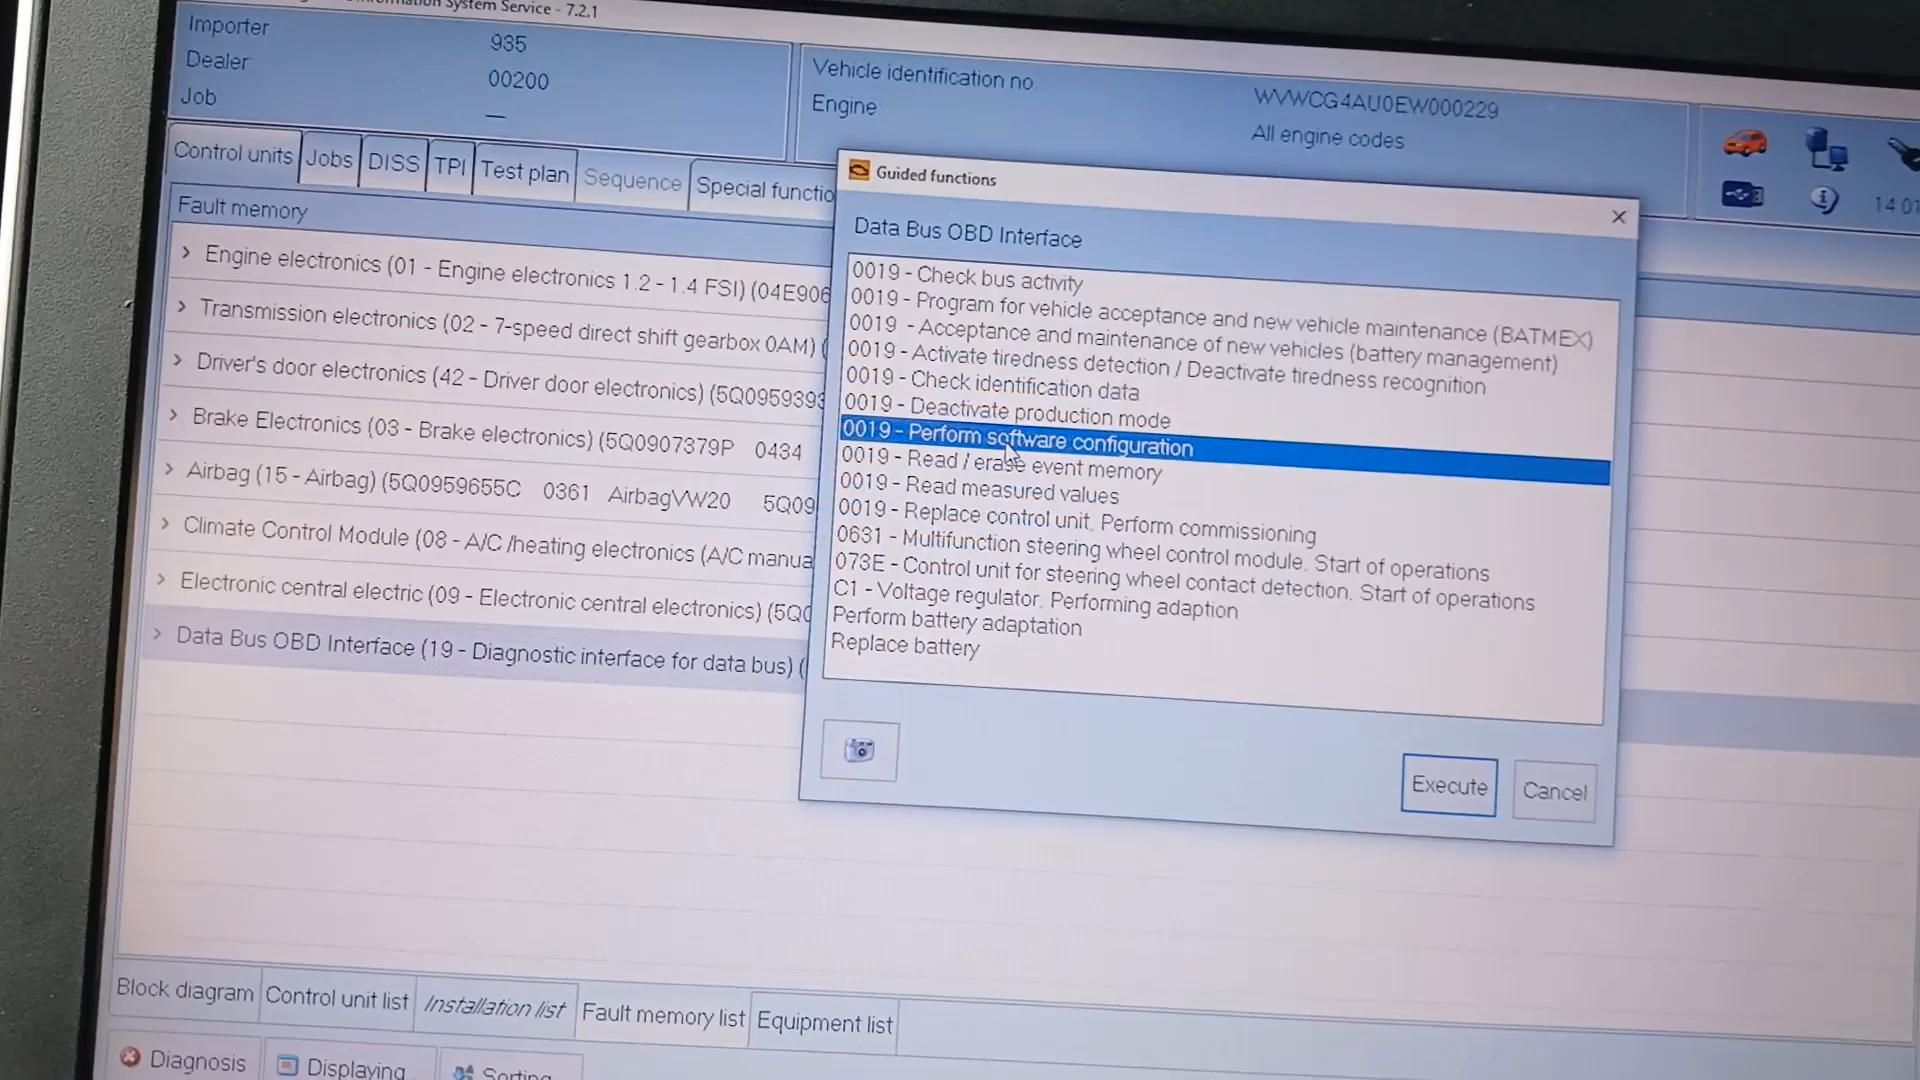 Information System Service - 7.2.1
Importer 935
Dealer 00200
Job —
Vehicle identification no. WVWCG4AU0EW000229
Engine: All engine codes
14:07
Control units
Jobs
DISS
TPI
Test plan
Sequence
Special functio
Fault memory
Engine electronics (01 - Engine electronics 1.2 - 1.4 FSI) (04E906
Transmission electronics (02 - 7-speed direct shift gearbox 0AM) (
Driver's door electronics (42 - Driver door electronics) (5Q0959393
Brake Electronics (03 - Brake electronics) (5Q0907379P 0434
Airbag (15 - Airbag) (5Q0959655C 0361 AirbagVW20 5Q09
Climate Control Module (08 - A/C /heating electronics (A/C manua
Electronic central electric (09 - Electronic central electronics) (5Q0
Data Bus OBD Interface (19 - Diagnostic interface for data bus) (
Guided functions
Data Bus OBD Interface
0019 - Check bus activity
0019 - Program for vehicle acceptance and new vehicle maintenance (BATMEX)
0019 - Acceptance and maintenance of new vehicles (battery management)
0019 - Activate tiredness detection / Deactivate tiredness recognition
0019 - Check identification data
0019 - Deactivate production mode
0019 - Perform software configuration
0019 - Read / erase event memory
0019 - Read measured values
0019 - Replace control unit. Perform commissioning
0631 - Multifunction steering wheel control module. Start of operations
073E - Control unit for steering wheel contact detection. Start of operations
C1 - Voltage regulator. Performing adaption
Perform battery adaptation
Replace battery
Execute
Cancel
Block diagram
Control unit list
Installation list
Fault memory list
Equipment list
Diagnosis
Displaying
Sorting